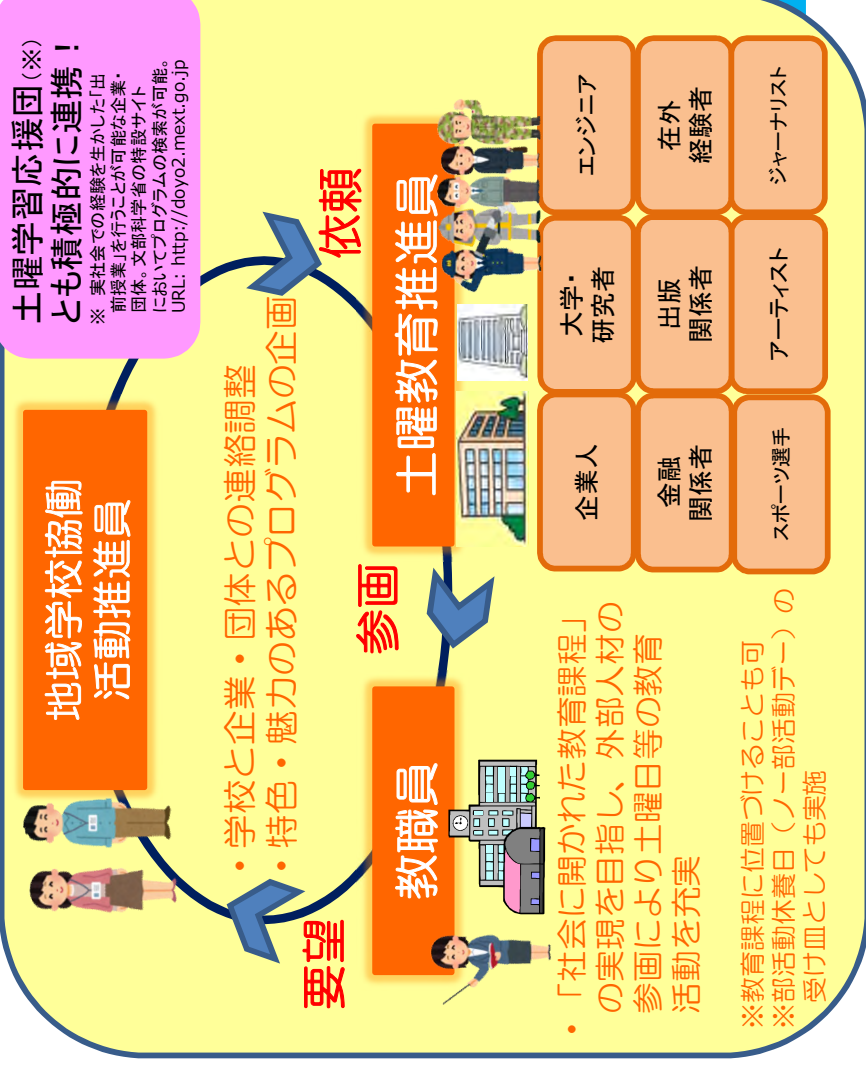 土曜学習応援団(※)
とも積極的に連携！
※ 実社会での経験を生かした「出
前授業」を行うことが可能な企業・
団体。文部科学省の特設サイト
においてプログラムの検索が可能。
URL: http://doyo2.mext.go.jp
地域学校協働
活動推進員
・学校と企業・団体との連絡調整
・特色・魅力のあるプログラムの企画
要望
参画
依頼
教職員
土曜教育推進員
・「社会に開かれた教育課程」
の実現を目指し、外部人材の
参画により土曜日等の教育
活動を充実
※教育課程に位置づけることも可
※部活動休養日（ノー部活動デー）の
受け皿としても実施
企業人
大学・
研究者
エンジニア
金融
関係者
出版
関係者
在外
経験者
スポーツ選手
アーティスト
ジャーナリスト